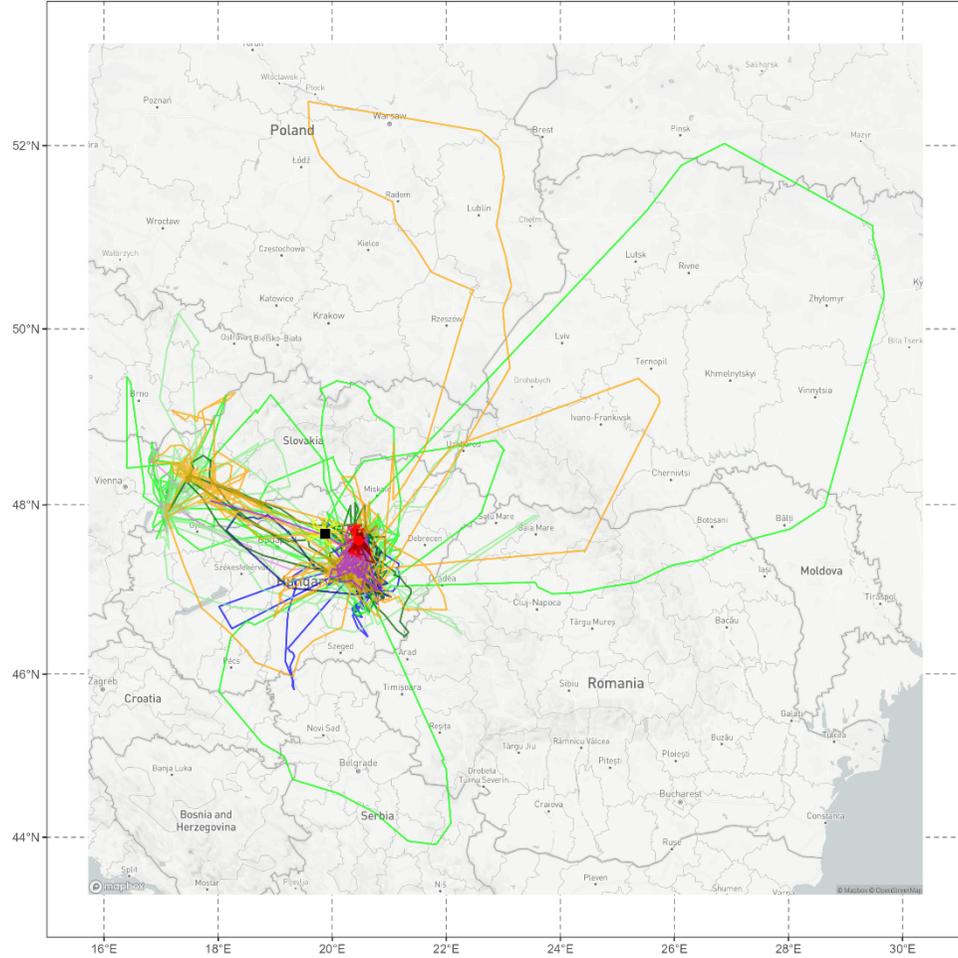 Salihorsk
Włocławek
Płock
Poznań
Warsaw
Poland
Brest
Pinsk
Mazyr
52°N
Łódź
Radom
Lublin
Chełm
Wrocław
Wałbrzych
Częstochowa
Kielce
Lutsk
Rivne
Katowice
Zhytomyr
Krakow
Rzeszów
50°N
Ostrava
Bielsko-Biała
Lviv
Ternopil
Khmelnytskyi
Drohobych
Vinnytsia
Brno
Ivano-Frankivsk
Slovakia
Uzhhorod
Chernivtsi
Vienna
Miskolc
48°N
Satu Mare
Baia Mare
Botoșani
Bălți
Budapest
Debrecen
Székesfehérvár
Hungary
Oradea
Iași
Moldova
Cluj-Napoca
Tiraspol
Târgu Mureș
Bacău
Pécs
Szeged
Arad
46°N
Zagreb
Timișoara
Sibiu
Romania
Croatia
Galați
Novi Sad
Reșița
Tulcea
Târgu Jiu
Râmnicu Vâlcea
Buzău
Ploiești
Pitești
Banja Luka
Belgrade
Drobeta
Turnu Severin
Bucharest
Craiova
Constanța
Bosnia and
Herzegovina
Serbia
44°N
Ruse
Split
Mostar
Pljevlja
Niš
Pleven
Shumen
mapbox
© Mapbox © OpenStreetMap
16°E
18°E
20°E
22°E
24°E
26°E
28°E
30°E